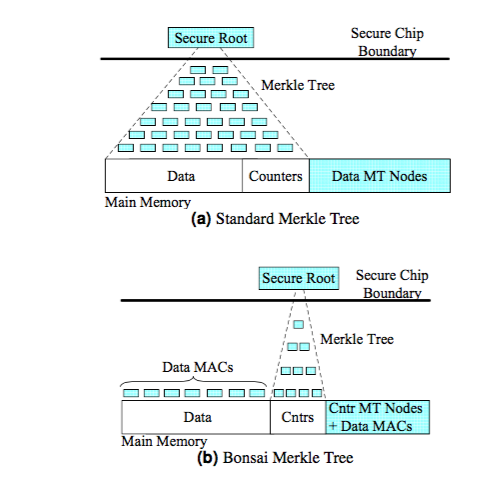 Secure Root
Secure Chip
Boundary
Merkle Tree
Data
Counters
Data MT Nodes
Main Memory
(a) Standard Merkle Tree
Secure Root
Secure Chip
Boundary
Merkle Tree
Data MACs
Data
Cntrs
Cntr MT Nodes
+ Data MACs
Main Memory
(b) Bonsai Merkle Tree